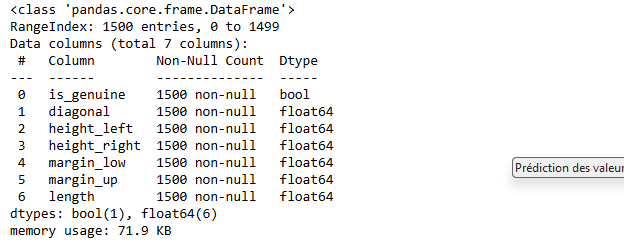 <class 'pandas.core.frame.DataFrame'>
RangeIndex: 1500 entries, 0 to 1499
Data columns (total 7 columns):
 #   Column        Non-Null Count  Dtype
---  ------        --------------  -----
 0   is_genuine    1500 non-null   bool
 1   diagonal      1500 non-null   float64
 2   height_left   1500 non-null   float64
 3   height_right  1500 non-null   float64
 4   margin_low    1500 non-null   float64
 5   margin_up     1500 non-null   float64
 6   length        1500 non-null   float64
dtypes: bool(1), float64(6)
memory usage: 71.9 KB
Prédiction des valeur